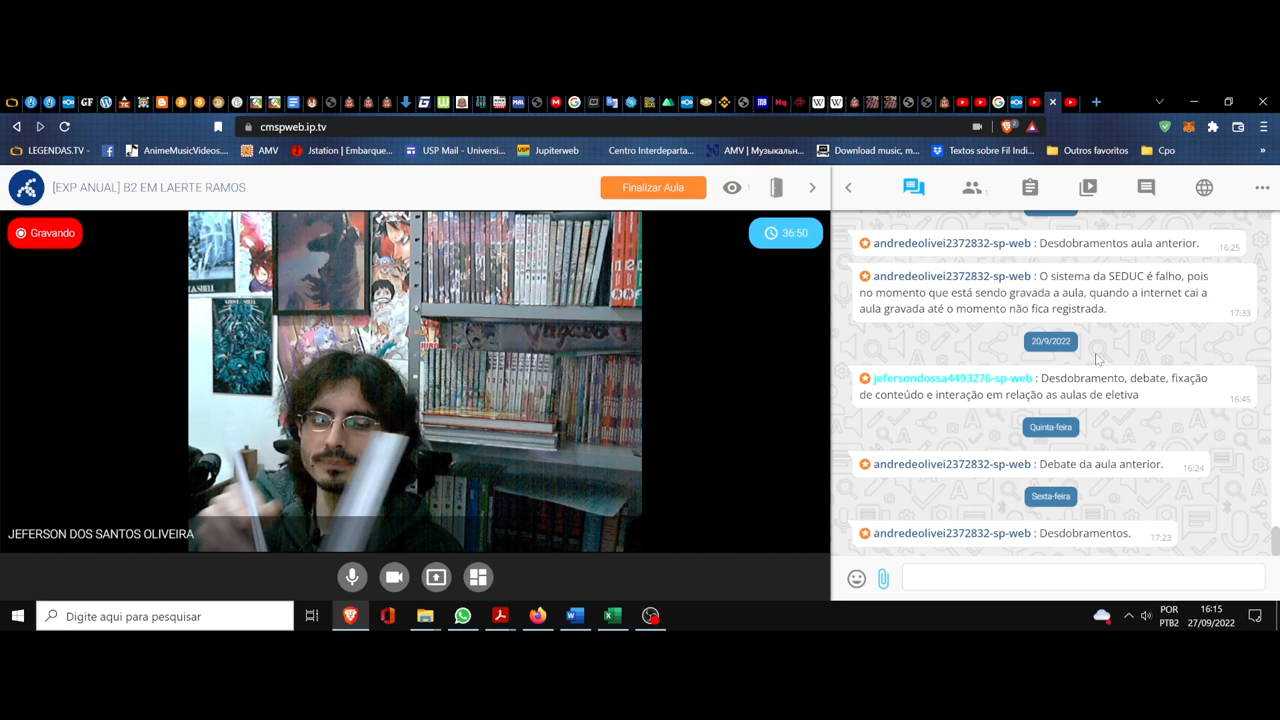 cmspweb.ip.tv
2
LEGENDAS.TV -
AnimeMusicVideos...
AMV
Jstation | Embarque...
USP Mail - Universi...
Jupiterweb
Centro Interdeparta...
AMV | Музыкальн...
Download music, m...
Textos sobre Fil Indi...
Outros favoritos
Cpo
»
[EXP ANUAL] B2 EM LAERTE RAMOS
Finalizar Aula
1
1
Gravando
36:50
JEFERSON DOS SANTOS OLIVEIRA
andredeolivei2372832-sp-web : Desdobramentos aula anterior.
16:25
andredeolivei2372832-sp-web : O sistema da SEDUC é falho, pois
no momento que está sendo gravada a aula, quando a internet cai a
aula gravada até o momento não fica registrada.
17:33
20/9/2022
jefersondossa4493276-sp-web : Desdobramento, debate, fixação
de conteúdo e interação em relação as aulas de eletiva
16:45
Quinta-feira
andredeolivei2372832-sp-web : Debate da aula anterior.
16:24
Sexta-feira
andredeolivei2372832-sp-web : Desdobramentos.
17:23
Digite aqui para pesquisar
POR
PTB2
16:15
27/09/2022